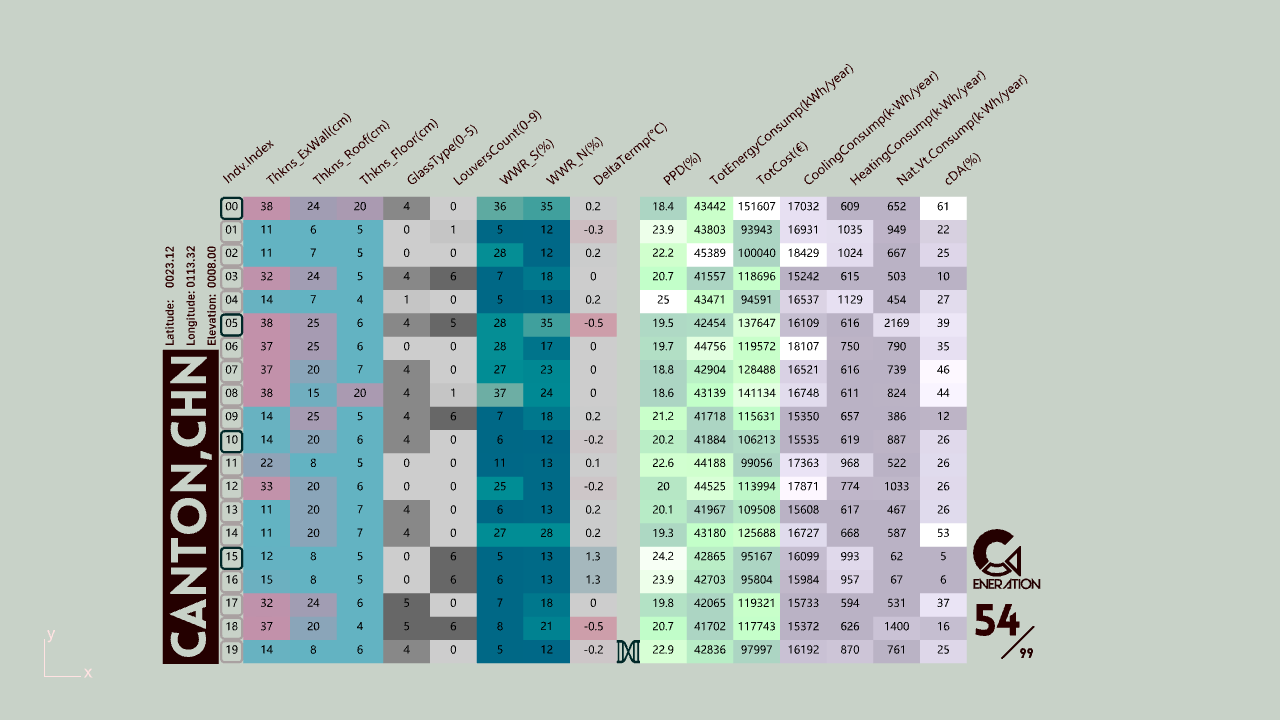 Indv.Index Thkns_ExWall(cm) Thkns_Roof(cm) Thkns_Floor(cm) GlassType(0-5) LouversCount(0-9) WWR_S(%) WWR_N(%) DeltaTermp(°C) PPD(%) TotEnergyConsump(kWh/year) TotCost(€) CoolingConsump(k·Wh/year) HeatingConsump(k·Wh/year) Nat.Vt.Consump(k·Wh/year) cDA(%)
00 38 24 20 4 0 36 35 0.2 18.4 43442 151607 17032 609 652 61
01 11 6 5 0 1 5 12 -0.3 23.9 43803 93943 16931 1035 949 22
02 11 7 5 0 0 28 12 0.2 22.2 45389 100040 18429 1024 667 25
03 32 24 5 4 6 7 18 0 20.7 41557 118696 15242 615 503 10
04 14 7 4 1 0 5 13 0.2 25 43471 94591 16537 1129 454 27
05 38 25 6 4 5 28 35 -0.5 19.5 42454 137647 16109 616 2169 39
06 37 25 6 0 0 28 17 0 19.7 44756 119572 18107 750 790 35
07 37 20 7 4 0 27 23 0 18.8 42904 128488 16521 616 739 46
08 38 15 20 4 1 37 24 0 18.6 43139 141134 16748 611 824 44
09 14 25 5 4 6 7 18 0.2 21.2 41718 115631 15350 657 386 12
10 14 20 6 4 0 6 12 -0.2 20.2 41884 106213 15535 619 887 26
11 22 8 5 0 0 11 13 0.1 22.6 44188 99056 17363 968 522 26
12 33 20 6 0 0 25 13 -0.2 20 44525 113994 17871 774 1033 26
13 11 20 7 4 0 6 13 0.2 20.1 41967 109508 15608 617 467 26
14 11 20 7 4 0 27 28 0.2 19.3 43180 125688 16727 668 587 53
15 12 8 5 0 6 5 13 1.3 24.2 42865 95167 16099 993 62 5
16 15 8 5 0 6 6 13 1.3 23.9 42703 95804 15984 957 67 6
17 32 24 6 5 0 7 18 0 19.8 42065 119321 15733 594 531 37
18 37 20 4 5 6 8 21 -0.5 20.7 41702 117743 15372 626 1400 16
19 14 8 6 4 0 5 12 -0.2 22.9 42836 97997 16192 870 761 25
Latitude: 0023.12
Longitude: 0113.32
Elevation: 0008.00
CANTON,CHN
G
ENERATION
54/99
y
x